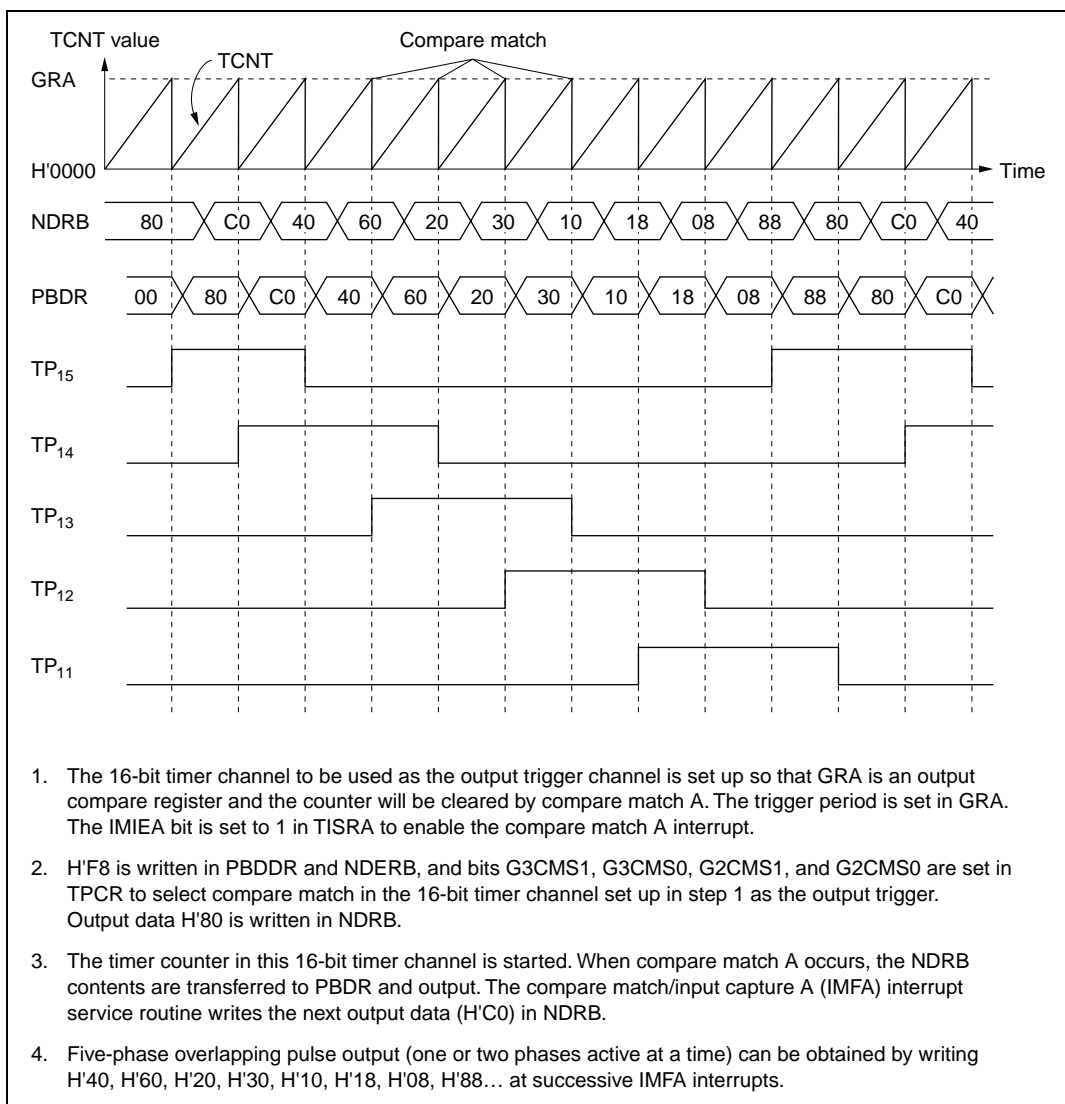 TCNT value
TCNT
Compare match
GRA
H'0000
Time
NDRB 80 C0 40 60 20 30 10 18 08 88 80 C0 40
PBDR 00 80 C0 40 60 20 30 10 18 08 88 80 C0
TP15
TP14
TP13
TP12
TP11
1. The 16-bit timer channel to be used as the output trigger channel is set up so that GRA is an output
compare register and the counter will be cleared by compare match A. The trigger period is set in GRA.
The IMIEA bit is set to 1 in TISRA to enable the compare match A interrupt.
2. H'F8 is written in PBDDR and NDERB, and bits G3CMS1, G3CMS0, G2CMS1, and G2CMS0 are set in
TPCR to select compare match in the 16-bit timer channel set up in step 1 as the output trigger.
Output data H'80 is written in NDRB.
3. The timer counter in this 16-bit timer channel is started. When compare match A occurs, the NDRB
contents are transferred to PBDR and output. The compare match/input capture A (IMFA) interrupt
service routine writes the next output data (H'C0) in NDRB.
4. Five-phase overlapping pulse output (one or two phases active at a time) can be obtained by writing
H'40, H'60, H'20, H'30, H'10, H'18, H'08, H'88… at successive IMFA interrupts.